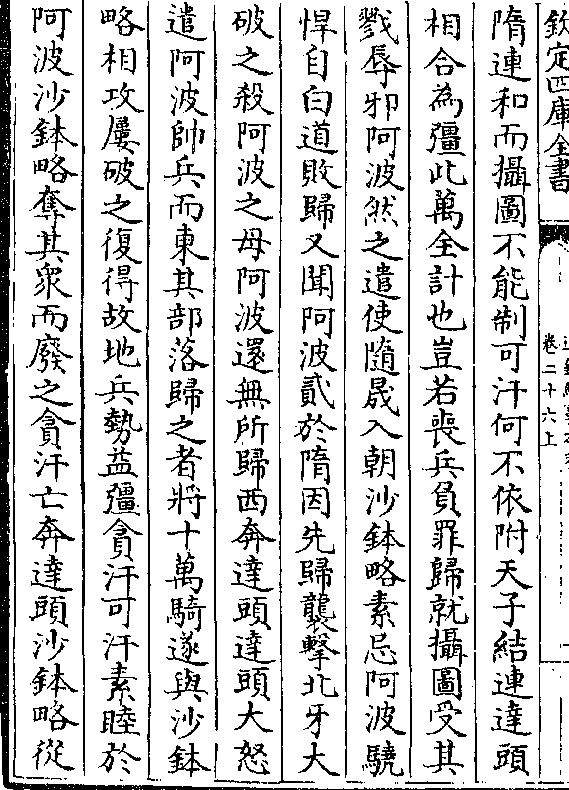 欽定四庫全書
卷二十六上
隋連和而攝圖不能制可汗何不依附天子結連達頭
相合為彊此萬全計也豈若喪兵負罪歸就攝圖受其
戮辱邪阿波然之遣使隨晟入朝沙鉢略素忌阿波驍
悍自白道敗歸又聞阿波貳於隋因先歸襲擊北牙大
破之殺阿波之母阿波還無所歸西奔達頭達頭大怒
遣阿波帥兵而東其部落歸之者將十萬騎遂與沙鉢
略相攻屢破之復得故地兵勢益彊貪汗可汗素睦於
阿波沙鉢略奪其衆而廢之貪汗亡奔達頭沙鉢略從